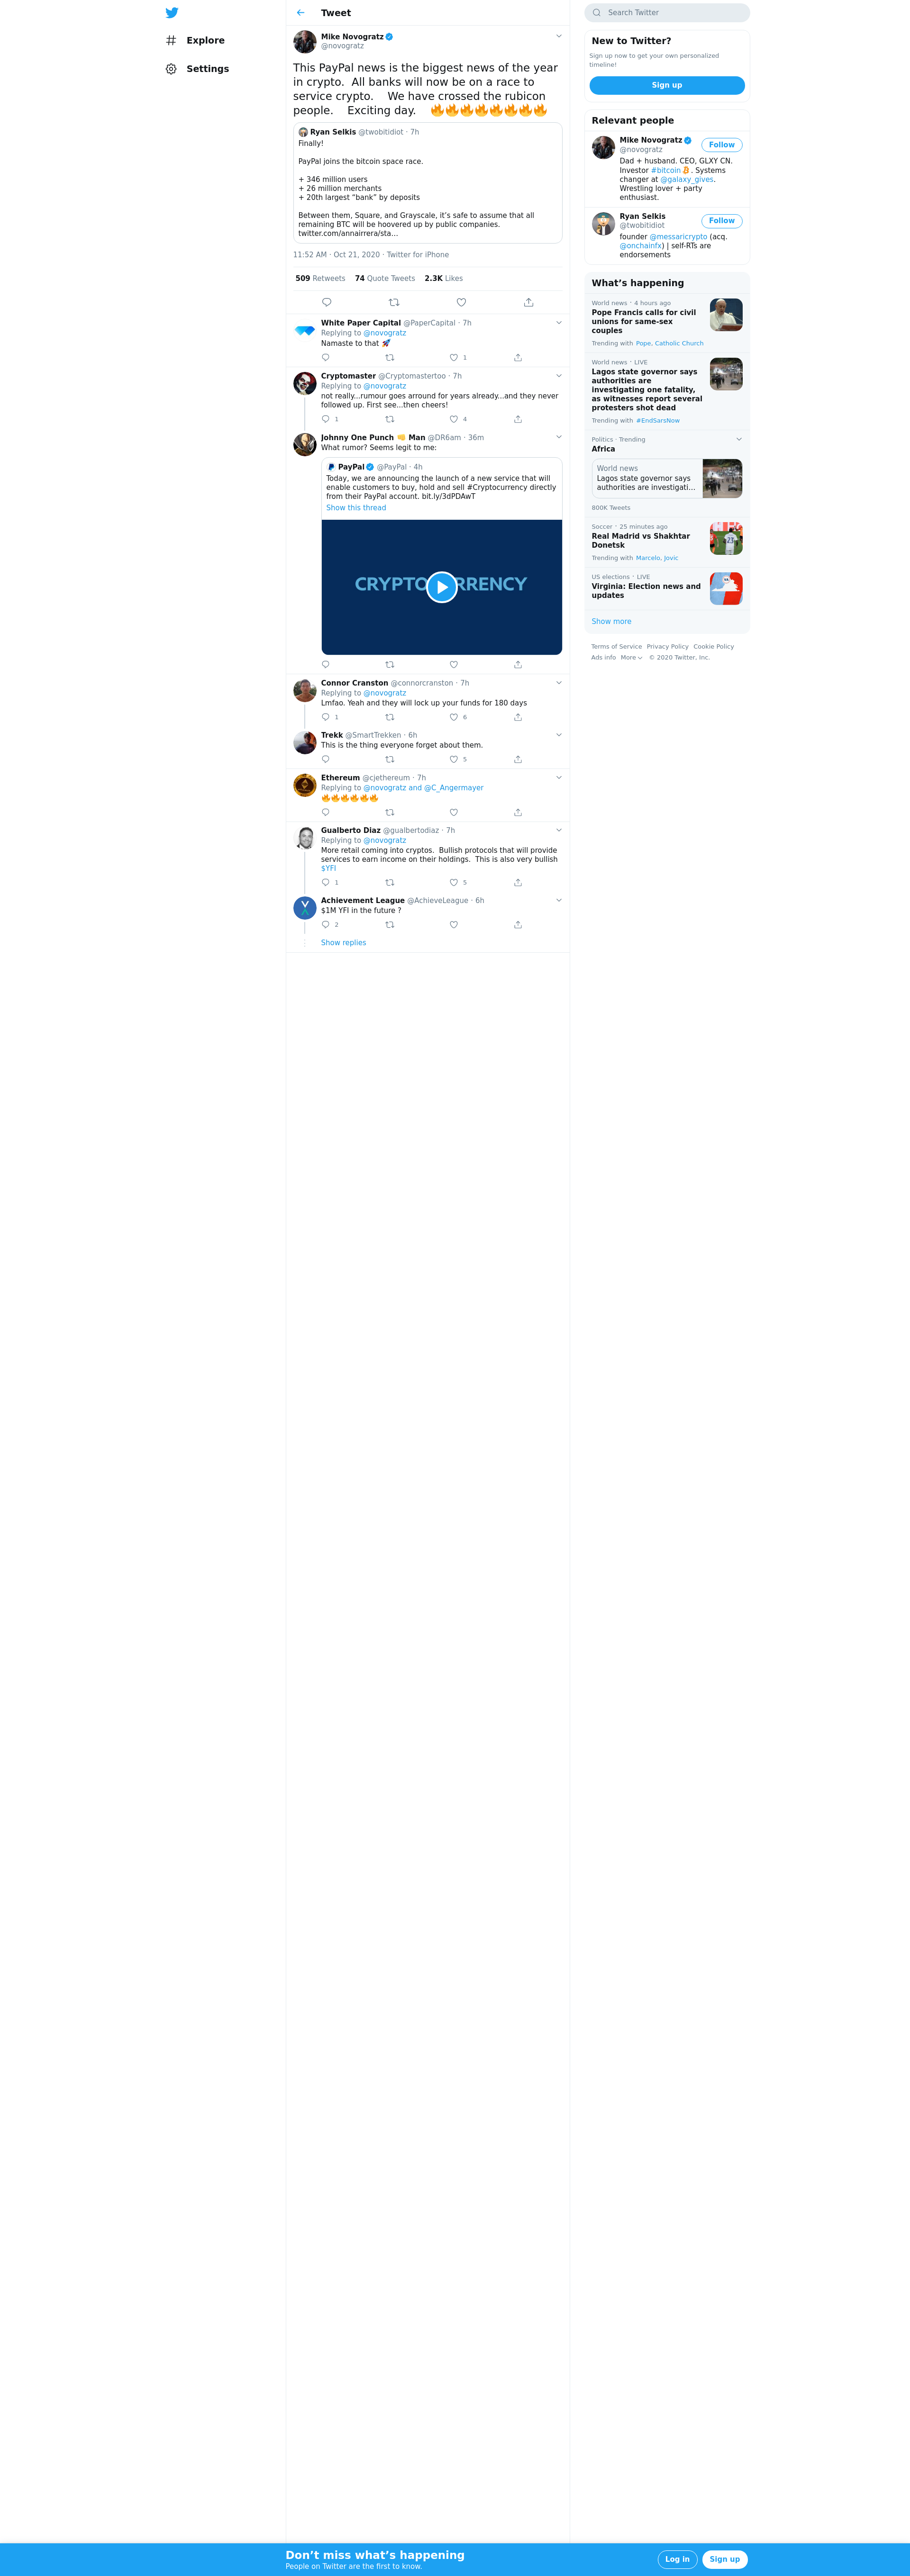 Explore
Settings
Tweet
Mike Novogratz
@novogratz
This PayPal news is the biggest news of the year
in crypto.  All banks will now be on a race to
service crypto.    We have crossed the rubicon
people.    Exciting day.    🔥🔥🔥🔥🔥🔥🔥🔥
Ryan Selkis @twobitidiot · 7h
Finally!
PayPal joins the bitcoin space race.
+ 346 million users
+ 26 million merchants
+ 20th largest “bank” by deposits
Between them, Square, and Grayscale, it’s safe to assume that all
remaining BTC will be hoovered up by public companies.
twitter.com/annairrera/sta…
11:52 AM · Oct 21, 2020 · Twitter for iPhone
509 Retweets 74 Quote Tweets 2.3K Likes
White Paper Capital @PaperCapital · 7h
Replying to @novogratz
Namaste to that 🚀
1
Cryptomaster @Cryptomastertoo · 7h
Replying to @novogratz
not really...rumour goes arround for years already...and they never
followed up. First see...then cheers!
1 4
Johnny One Punch 👊 Man @DR6am · 36m
What rumor? Seems legit to me:
PayPal @PayPal · 4h
Today, we are announcing the launch of a new service that will
enable customers to buy, hold and sell #Cryptocurrency directly
from their PayPal account. bit.ly/3dPDAwT
Show this thread
Connor Cranston @connorcranston · 7h
Replying to @novogratz
Lmfao. Yeah and they will lock up your funds for 180 days
1 6
Trekk @SmartTrekken · 6h
This is the thing everyone forget about them.
5
Ethereum @cjethereum · 7h
Replying to @novogratz and @C_Angermayer
🔥🔥🔥🔥🔥🔥
Gualberto Diaz @gualbertodiaz · 7h
Replying to @novogratz
More retail coming into cryptos.  Bullish protocols that will provide
services to earn income on their holdings.  This is also very bullish
$YFI
1 5
Achievement League @AchieveLeague · 6h
$1M YFI in the future ?
2
Show replies
Search Twitter
New to Twitter?
Sign up now to get your own personalized
timeline!
Sign up
Relevant people
Mike Novogratz
@novogratz
Follow
Dad + husband. CEO, GLXY CN.
Investor #bitcoin. Systems
changer at @galaxy_gives.
Wrestling lover + party
enthusiast.
Ryan Selkis
@twobitidiot
Follow
founder @messaricrypto (acq.
@onchainfx) | self-RTs are
endorsements
What’s happening
World news · 4 hours ago
Pope Francis calls for civil
unions for same-sex
couples
Trending with Pope, Catholic Church
World news · LIVE
Lagos state governor says
authorities are
investigating one fatality,
as witnesses report several
protesters shot dead
Trending with #EndSarsNow
Politics · Trending
Africa
World news
Lagos state governor says
authorities are investigati…
800K Tweets
Soccer · 25 minutes ago
Real Madrid vs Shakhtar
Donetsk
Trending with Marcelo, Jovic
US elections · LIVE
Virginia: Election news and
updates
Show more
Terms of Service Privacy Policy Cookie Policy
Ads info More © 2020 Twitter, Inc.
Don’t miss what’s happening
People on Twitter are the first to know.
Log in
Sign up